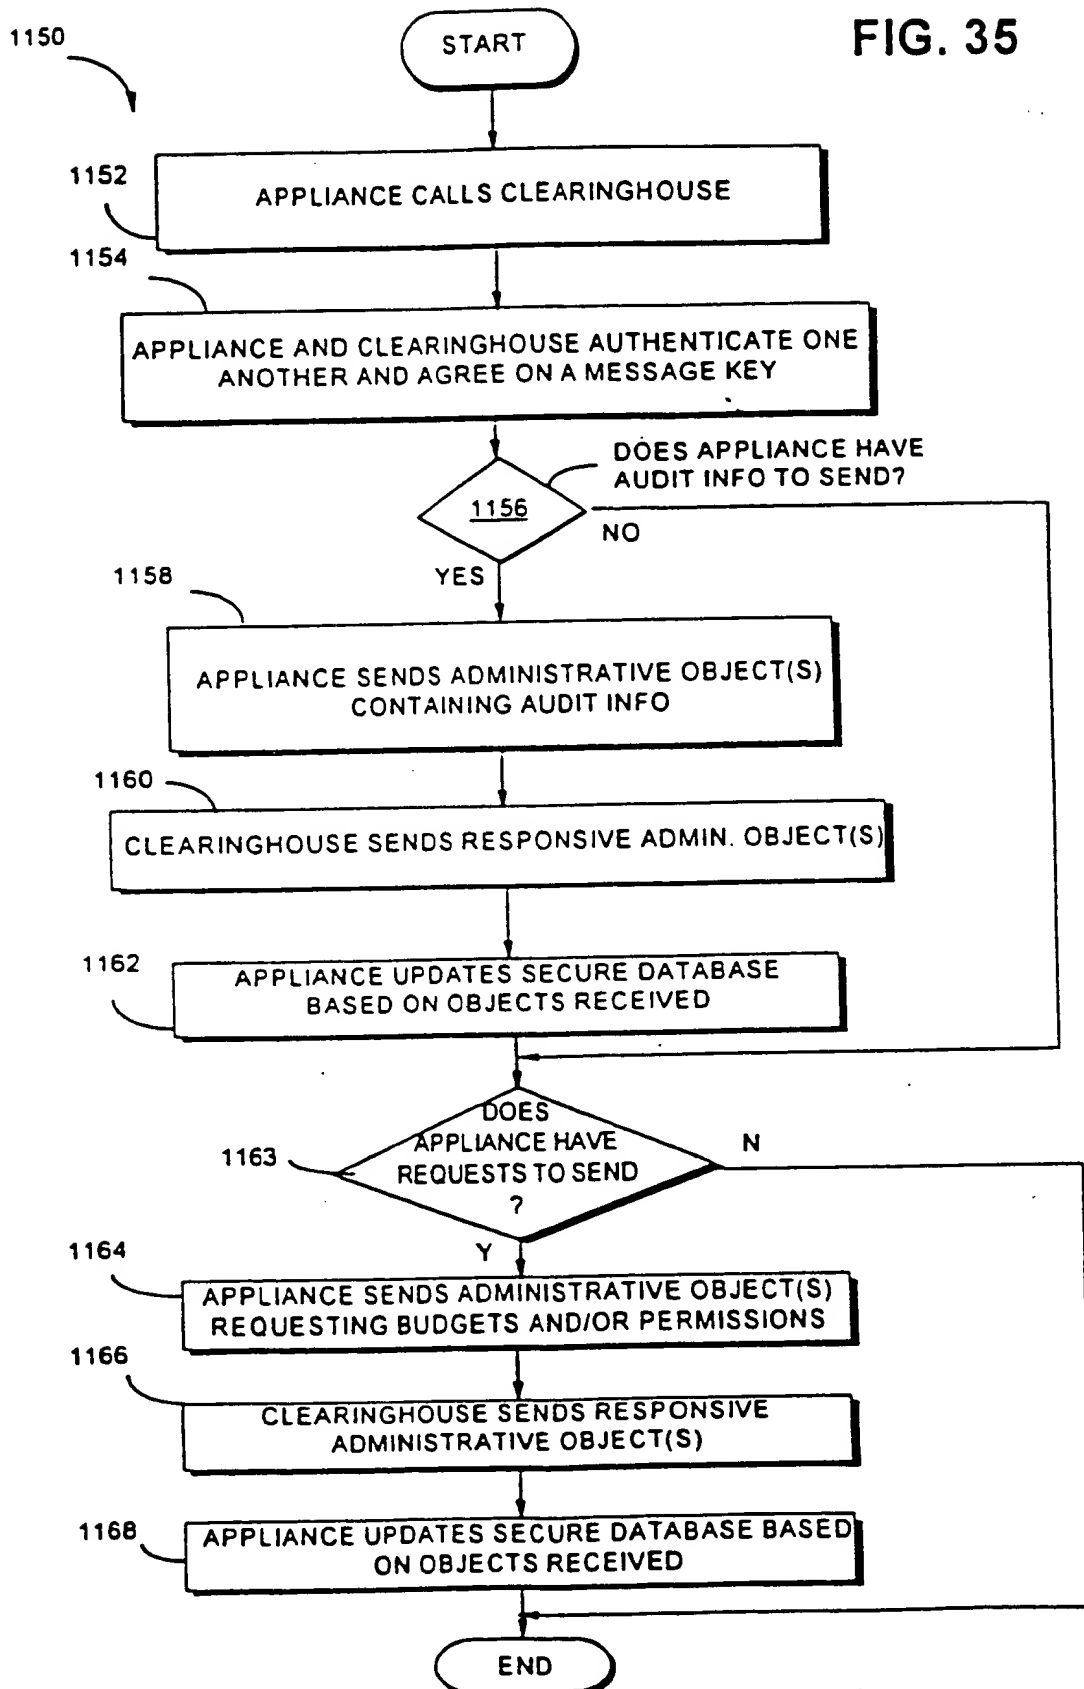 1150
START
FIG. 35
1152
APPLIANCE CALLS CLEARINGHOUSE
1154
APPLIANCE AND CLEARINGHOUSE AUTHENTICATE ONE
ANOTHER AND AGREE ON A MESSAGE KEY
DOES APPLIANCE HAVE
AUDIT INFO TO SEND?
1156
NO
YES
1158
APPLIANCE SENDS ADMINISTRATIVE OBJECT(S)
CONTAINING AUDIT INFO
1160
CLEARINGHOUSE SENDS RESPONSIVE ADMIN. OBJECT(S)
1162
APPLIANCE UPDATES SECURE DATABASE
BASED ON OBJECTS RECEIVED
1163
DOES
APPLIANCE HAVE
REQUESTS TO SEND
?
N
Y
1164
APPLIANCE SENDS ADMINISTRATIVE OBJECT(S)
REQUESTING BUDGETS AND/OR PERMISSIONS
1166
CLEARINGHOUSE SENDS RESPONSIVE
ADMINISTRATIVE OBJECT(S)
1168
APPLIANCE UPDATES SECURE DATABASE BASED
ON OBJECTS RECEIVED
END